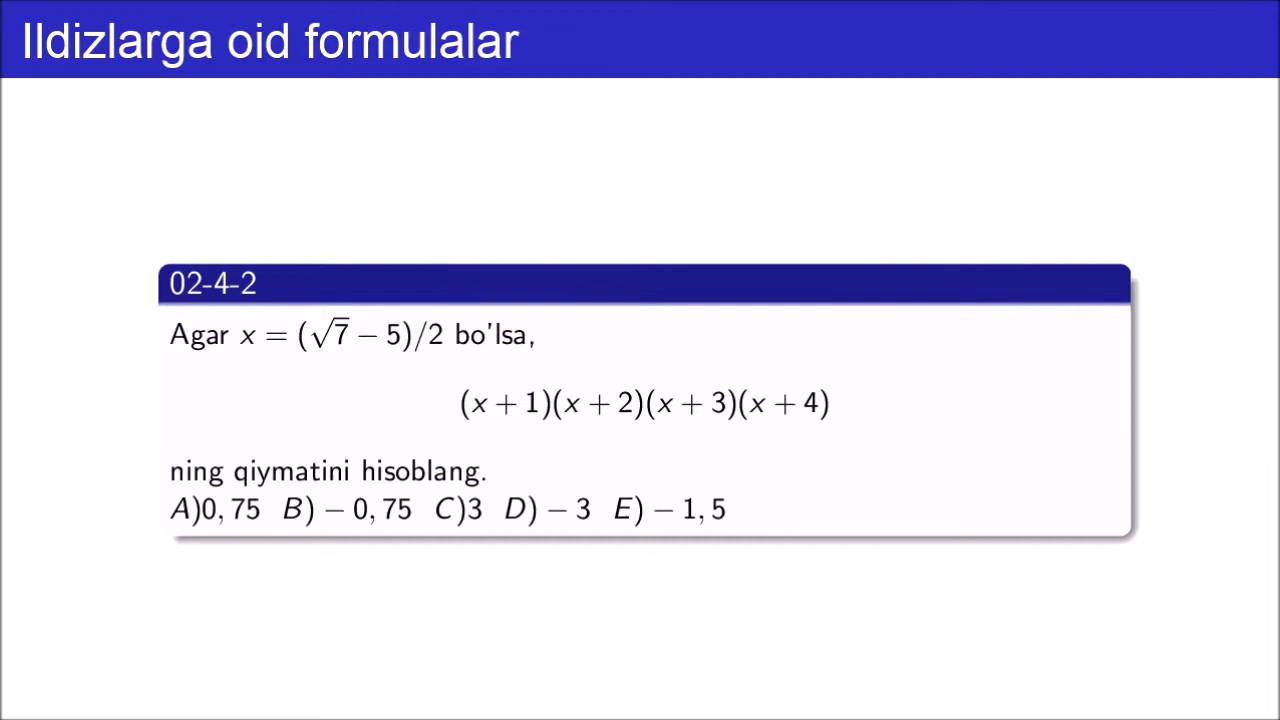 Ildizlarga oid formulalar
02-4-2
Agar x = (√7 − 5)/2 bo'lsa,
(x + 1)(x + 2)(x + 3)(x + 4)
ning qiymatini hisoblang.
A)0, 75 B) − 0, 75 C)3 D) − 3 E) − 1, 5